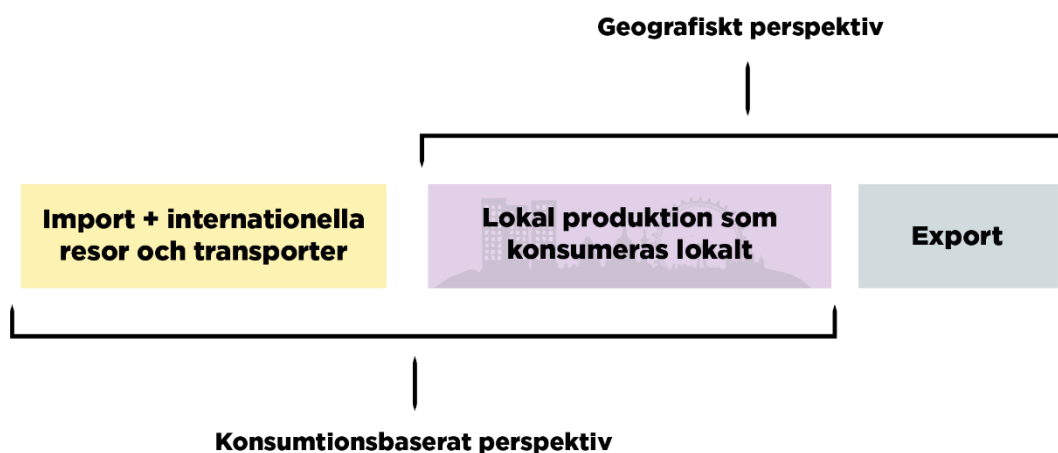 Geografiskt perspektiv
Import + internationella
resor och transporter
Lokal produktion som
konsumeras lokalt
Export
Konsumtionsbaserat perspektiv